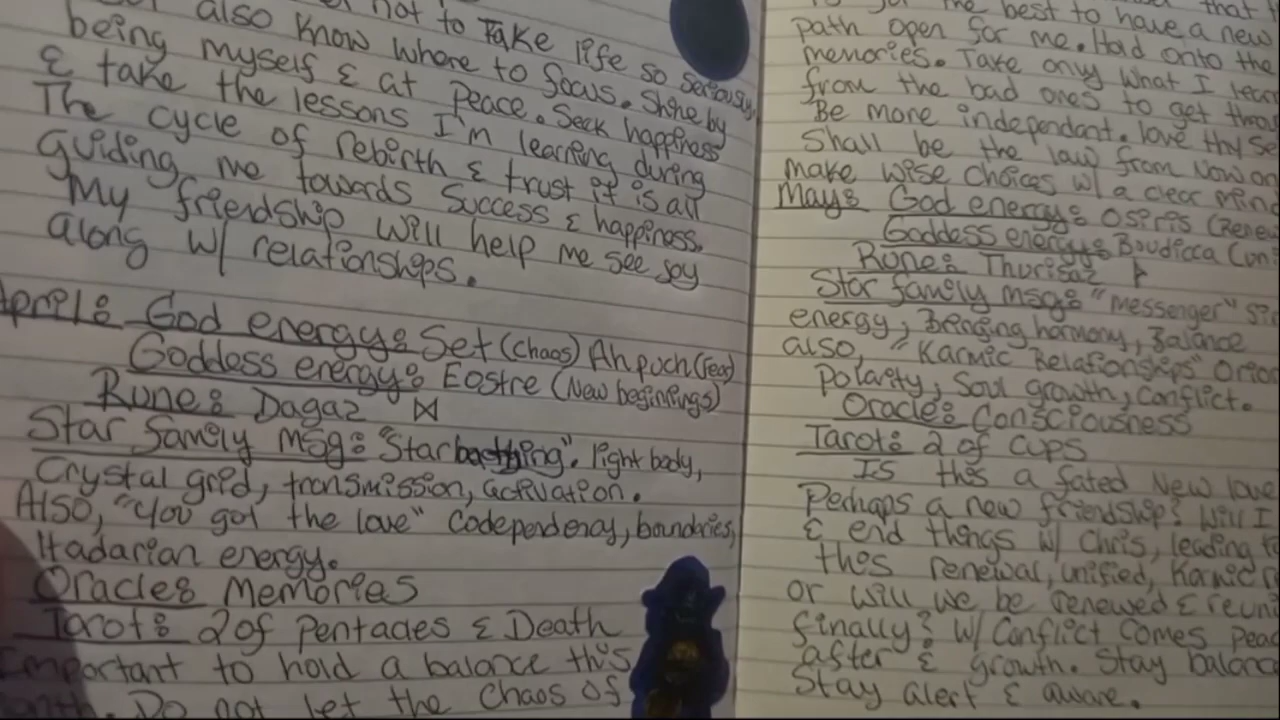 also know not to Take life so seriously,
being myself & at where to focus. Shine by
& take the lessons peace. Seek happiness
The cycle of rebirth I'm learning during
guiding me towards & trust it is all
My friendship success & happiness.
along w/ relationships. will help me see joy
April: God energy: Set (chaos) Ah puch (Fear)
Goddess energy: Eostre (New beginnings)
Rune: Dagaz ᛞ
Star family msg: "Starbathing". light body,
Crystal grid, transmission, activation.
Also, "You got the love" Codependency, boundaries,
Hadarian energy.
Oracle: Memories
Tarot: 2 of Pentacles & Death
Important to hold a balance this
Do not let the chaos of
the best to have a new
path open for me. Had onto the
memories. Take only what I
from the bad ones to get
Be more independant. love thy
Shall be the law from now on
make wise choices w/ a clear mind
May: God energy: Osiris
Goddess energy: Boudicca
Rune: Thurisaz ᚦ
Star family msg: "messenger"
energy, Bringing harmony, Balance
also, "Karmic Relationships"
polarity, Soul growth, conflict.
Oracle: Consciousness
Tarot: 2 of cups
Is this a fated new love
Perhaps a new friendship? Will I
& end things w/ Chris, leading
this renewal, unified, Karmic
or will we be renewed &
finally? w/ Conflict comes
after & growth. Stay
Stay alert & aware.